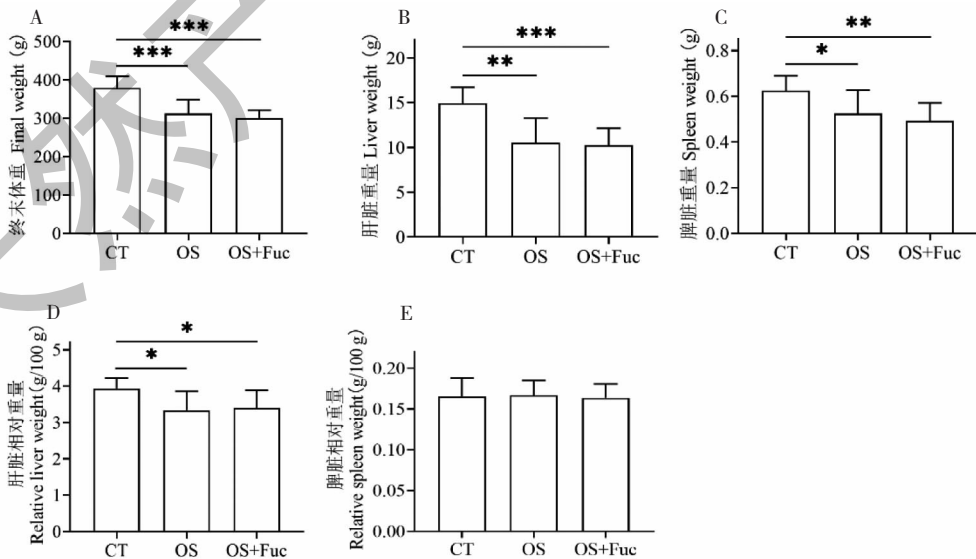 A
终末体重 Final weight (g)
500
400
300
200
100
0
***
***
CT OS OS+Fuc
B
肝脏重量 Liver weight (g)
20
15
10
5
0
***
**
CT OS OS+Fuc
C
脾脏重量 Spleen weight (g)
0.8
0.6
0.4
0.2
0.0
**
*
CT OS OS+Fuc
D
肝脏相对重量
Relative liver weight(g/100 g)
5
4
3
2
1
0
*
*
CT OS OS+Fuc
E
脾脏相对重量
Relative spleen weight(g/100 g)
0.20
0.15
0.10
0.05
0.00
CT OS OS+Fuc